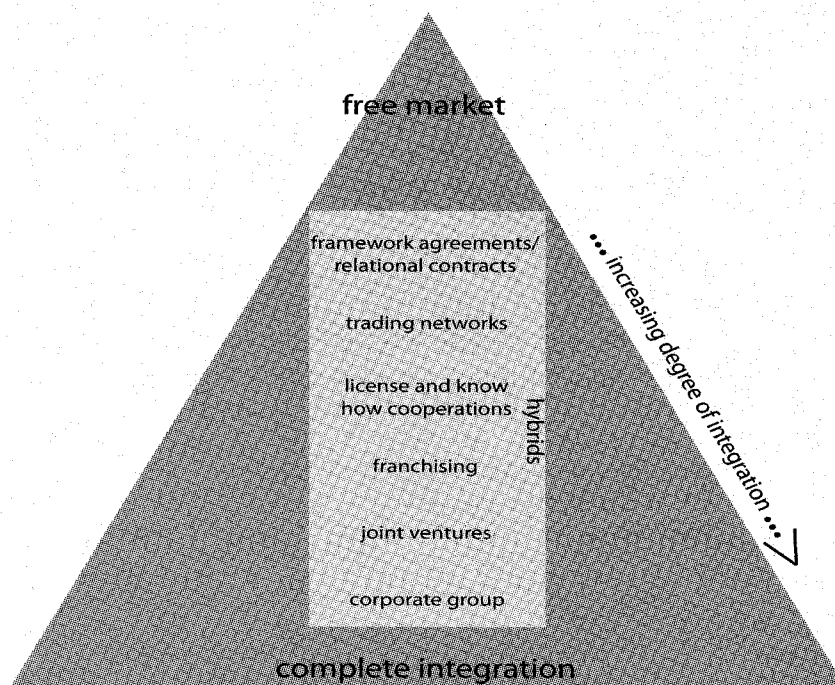 free market
framework agreements/
relational contracts
trading networks
license and know
how cooperations
franchising
joint ventures
corporate group
hybrids
... increasing degree of integration ...
complete integration